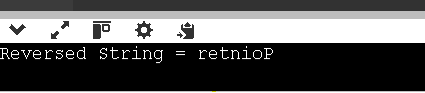 Reversed String = retnioP